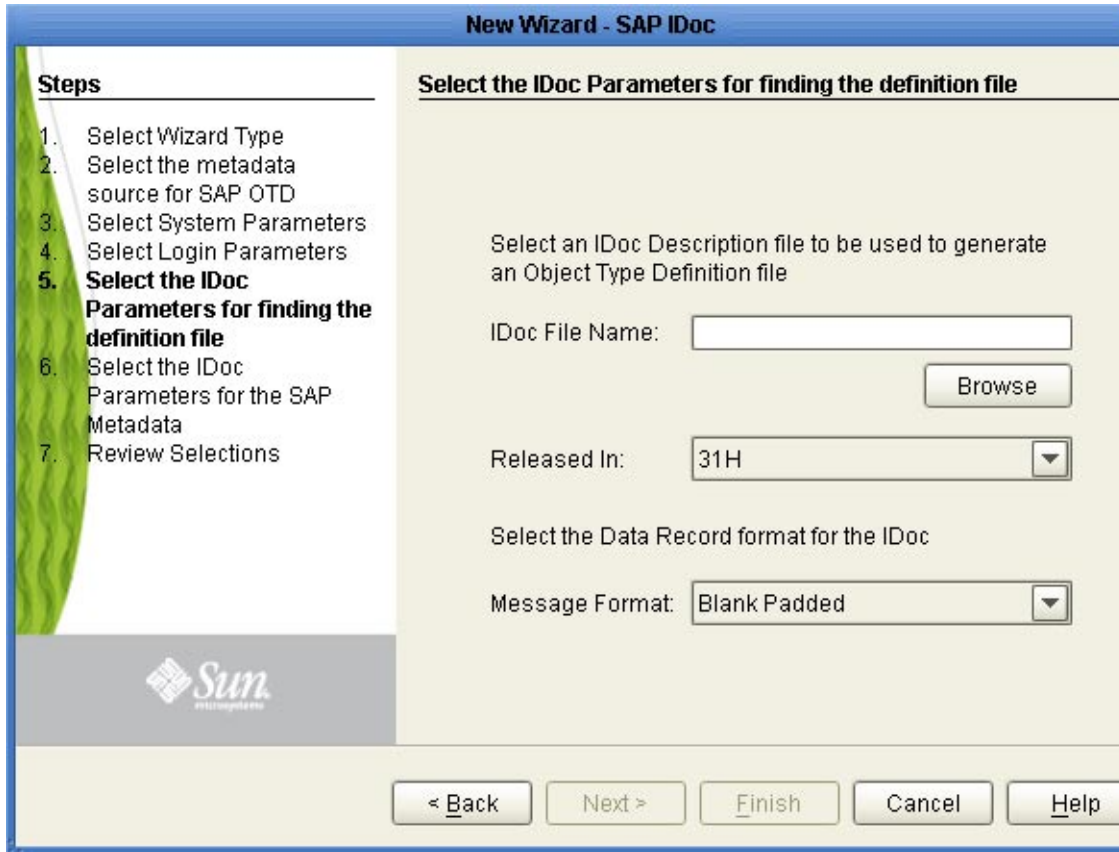 New Wizard - SAP IDoc
Steps
1. Select Wizard Type
2. Select the metadata
source for SAP OTD
3. Select System Parameters
4. Select Login Parameters
5. Select the IDoc
Parameters for finding the
definition file
6. Select the IDoc
Parameters for the SAP
Metadata
7. Review Selections
Sun
microsystems
Select the IDoc Parameters for finding the definition file
Select an IDoc Description file to be used to generate
an Object Type Definition file
IDoc File Name:
Browse
Released In: 31H
Select the Data Record format for the IDoc
Message Format: Blank Padded
< Back Next > Finish Cancel Help